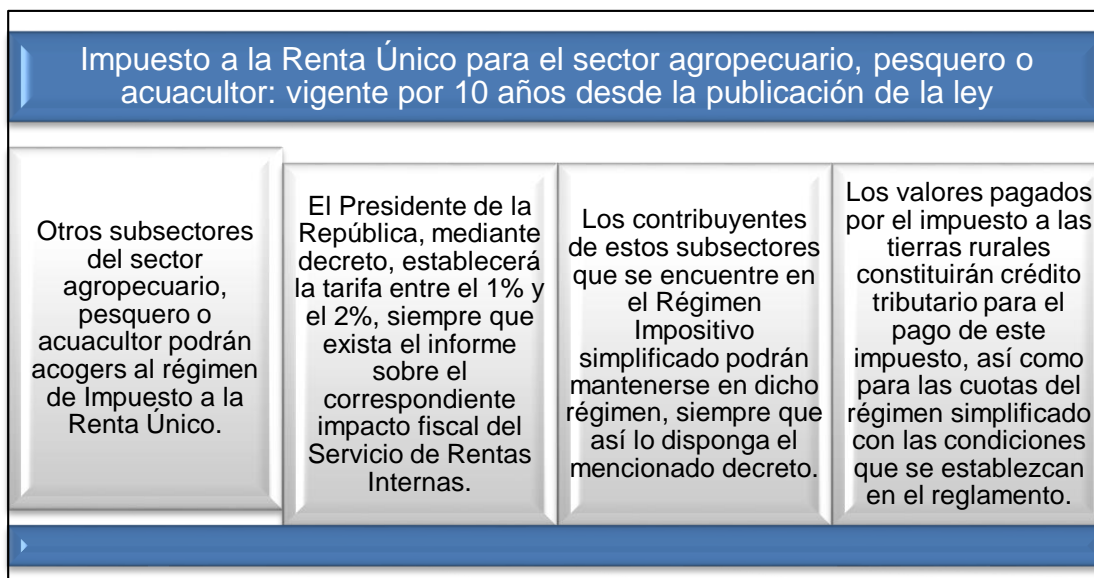 Impuesto a la Renta Único para el sector agropecuario, pesquero o
acuacultor: vigente por 10 años desde la publicación de la ley
Otros subsectores
del sector
agropecuario,
pesquero o
acuacultor podrán
acogers al régimen
de Impuesto a la
Renta Único.
El Presidente de la
República, mediante
decreto, establecerá
la tarifa entre el 1% y
el 2%, siempre que
exista el informe
sobre el
correspondiente
impacto fiscal del
Servicio de Rentas
Internas.
Los contribuyentes
de estos subsectores
que se encuentre en
el Régimen
Impositivo
simplificado podrán
mantenerse en dicho
régimen, siempre que
así lo disponga el
mencionado decreto.
Los valores pagados
por el impuesto a las
tierras rurales
constituirán crédito
tributario para el
pago de este
impuesto, así como
para las cuotas del
régimen simplificado
con las condiciones
que se establezcan
en el reglamento.